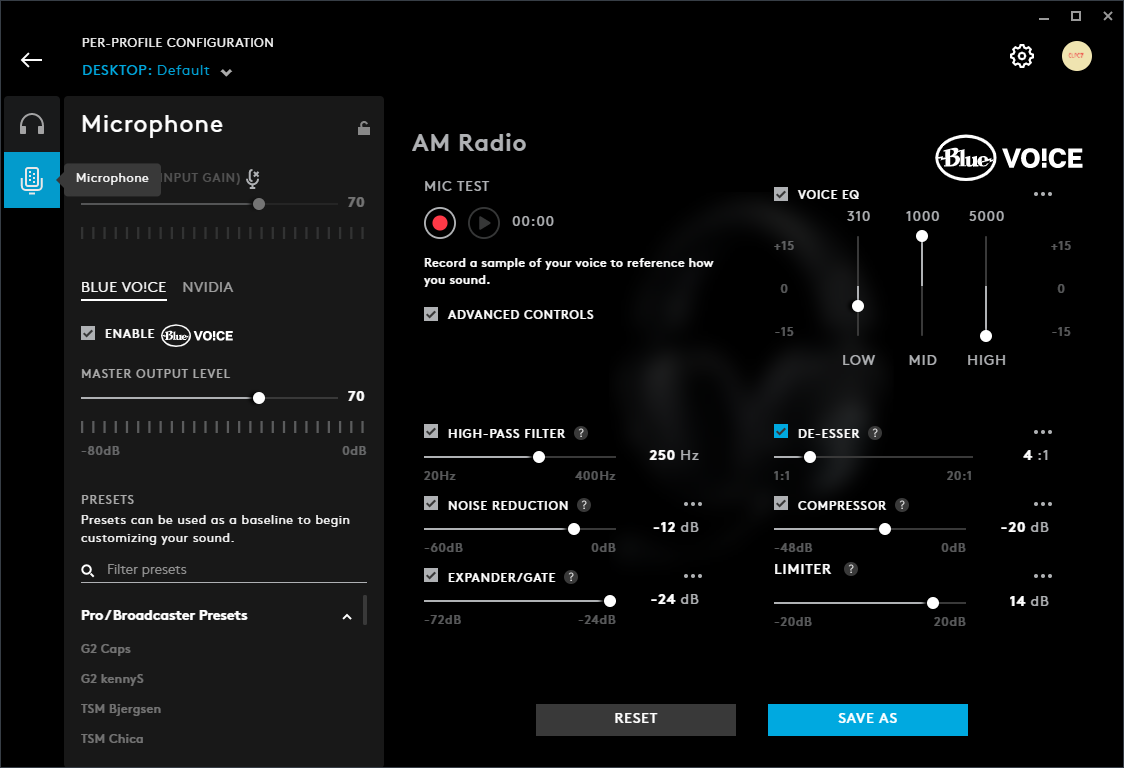 PER-PROFILE CONFIGURATION
DESKTOP: Default
Microphone
Microphone
INPUT GAIN)
70
BLUE VO!CE NVIDIA
ENABLE Blue VO!CE
MASTER OUTPUT LEVEL
70
-80dB 0dB
PRESETS
Presets can be used as a baseline to begin
customizing your sound.
Filter presets
Pro/Broadcaster Presets
G2 Caps
G2 kennyS
TSM Bjergsen
TSM Chica
AM Radio
Blue VO!CE
MIC TEST
00:00
Record a sample of your voice to reference how
you sound.
ADVANCED CONTROLS
VOICE EQ
310 1000 5000
+15 +15
0 0
-15 -15
LOW MID HIGH
HIGH-PASS FILTER ?
250 Hz
20Hz 400Hz
NOISE REDUCTION ?
-12 dB
-60dB 0dB
EXPANDER/GATE ?
-24 dB
-72dB -24dB
DE-ESSER ?
4 :1
1:1 20:1
COMPRESSOR ?
-20 dB
-48dB 0dB
LIMITER ?
14 dB
-20dB 20dB
RESET
SAVE AS